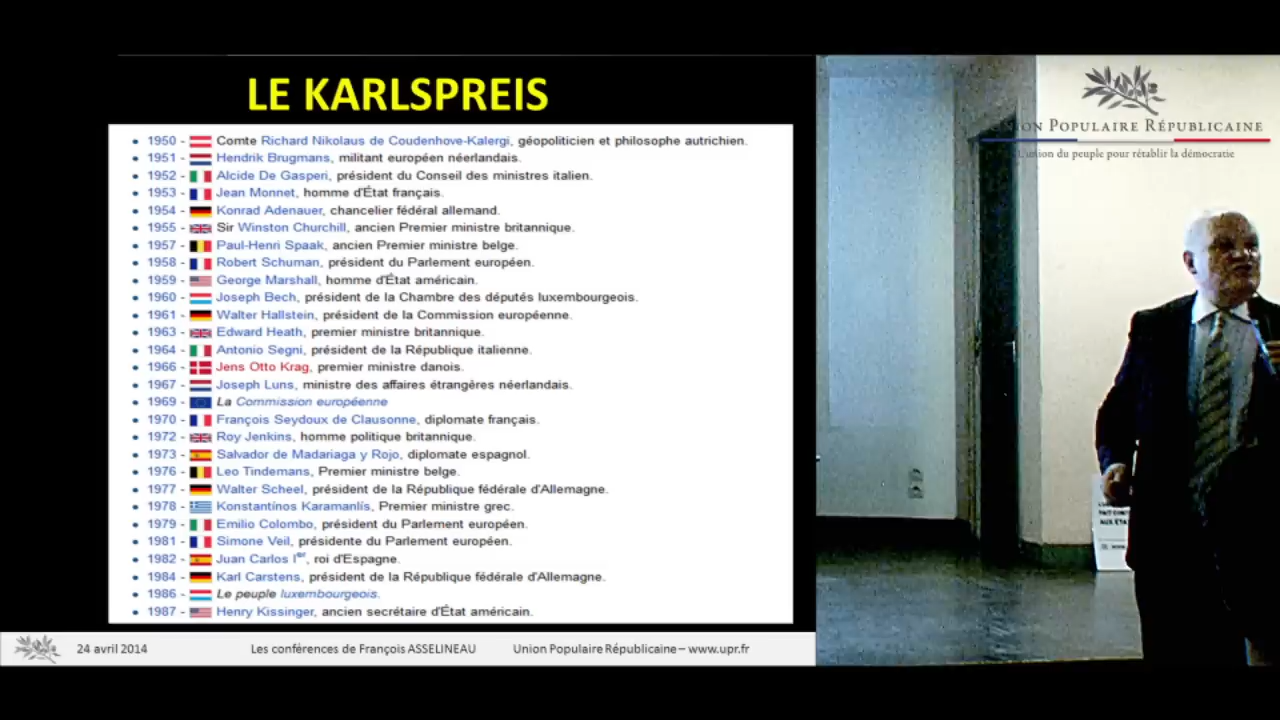 LE KARLSPREIS
• 1950 - Comte Richard Nikolaus de Coudenhove-Kalergi, géopoliticien et philosophe autrichien.
• 1951 - Hendrik Brugmans, militant européen néerlandais.
• 1952 - Alcide De Gasperi, président du Conseil des ministres italien.
• 1953 - Jean Monnet, homme d'État français.
• 1954 - Konrad Adenauer, chancelier fédéral allemand.
• 1955 - Sir Winston Churchill, ancien Premier ministre britannique.
• 1957 - Paul-Henri Spaak, ancien Premier ministre belge.
• 1958 - Robert Schuman, président du Parlement européen.
• 1959 - George Marshall, homme d'État américain.
• 1960 - Joseph Bech, président de la Chambre des députés luxembourgeois.
• 1961 - Walter Hallstein, président de la Commission européenne.
• 1963 - Edward Heath, premier ministre britannique.
• 1964 - Antonio Segni, président de la République italienne.
• 1966 - Jens Otto Krag, premier ministre danois.
• 1967 - Joseph Luns, ministre des affaires étrangères néerlandais.
• 1969 - La Commission européenne
• 1970 - François Seydoux de Clausonne, diplomate français.
• 1972 - Roy Jenkins, homme politique britannique.
• 1973 - Salvador de Madariaga y Rojo, diplomate espagnol.
• 1976 - Leo Tindemans, Premier ministre belge.
• 1977 - Walter Scheel, président de la République fédérale d'Allemagne.
• 1978 - Konstantínos Karamanlís, Premier ministre grec.
• 1979 - Emilio Colombo, président du Parlement européen.
• 1981 - Simone Veil, présidente du Parlement européen.
• 1982 - Juan Carlos Ier, roi d'Espagne.
• 1984 - Karl Carstens, président de la République fédérale d'Allemagne.
• 1986 - Le peuple luxembourgeois.
• 1987 - Henry Kissinger, ancien secrétaire d'État américain.
24 avril 2014 Les conférences de François ASSELINEAU Union Populaire Républicaine – www.upr.fr
Union Populaire Républicaine
L'union du peuple pour rétablir la démocratie